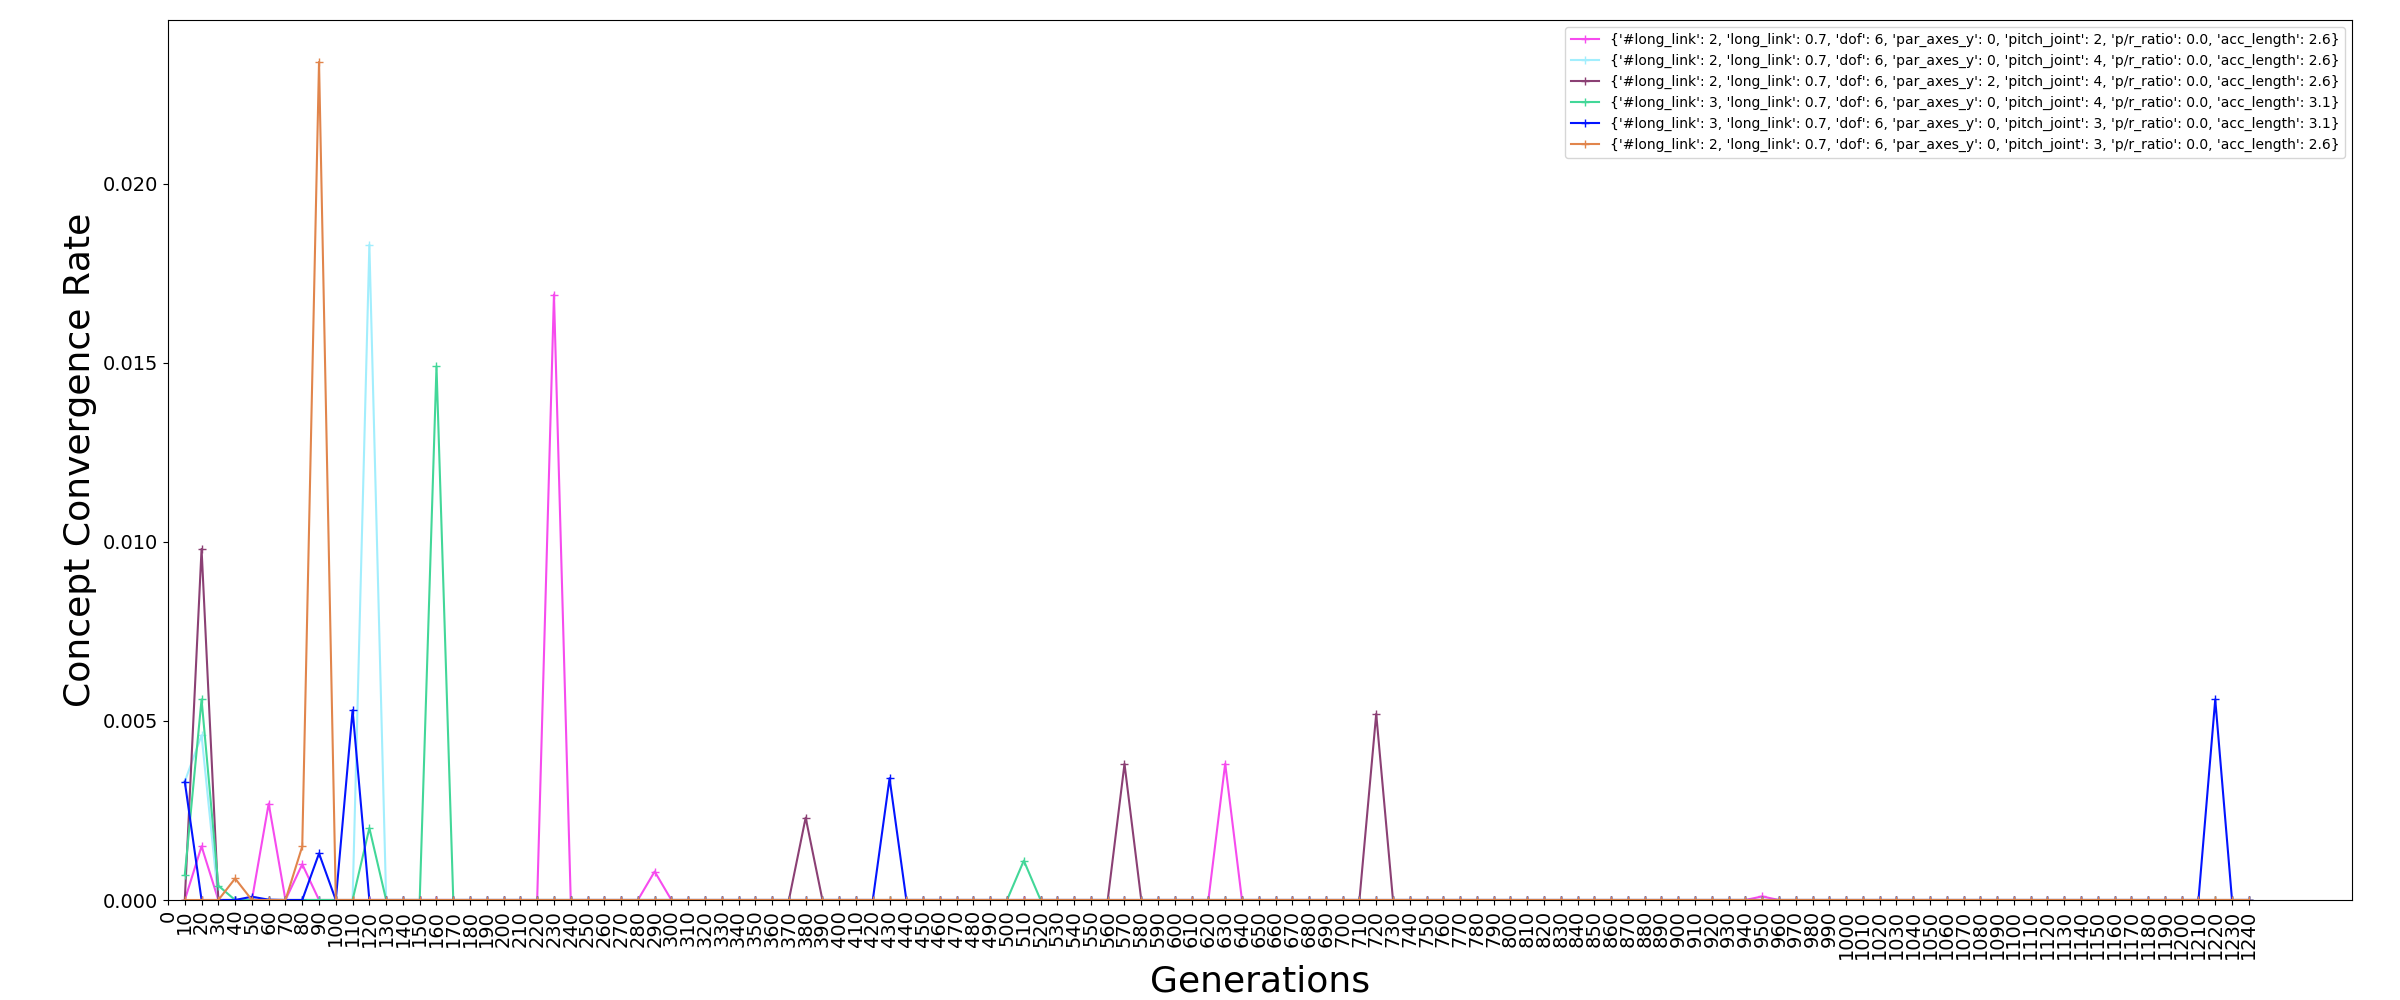 {'#long_link': 2, 'long_link': 0.7, 'dof': 6, 'par_axes_y': 0, 'pitch_joint': 2, 'p/r_ratio': 0.0, 'acc_length': 2.6}
{'#long_link': 2, 'long_link': 0.7, 'dof': 6, 'par_axes_y': 0, 'pitch_joint': 4, 'p/r_ratio': 0.0, 'acc_length': 2.6}
{'#long_link': 2, 'long_link': 0.7, 'dof': 6, 'par_axes_y': 2, 'pitch_joint': 4, 'p/r_ratio': 0.0, 'acc_length': 2.6}
{'#long_link': 3, 'long_link': 0.7, 'dof': 6, 'par_axes_y': 0, 'pitch_joint': 4, 'p/r_ratio': 0.0, 'acc_length': 3.1}
{'#long_link': 3, 'long_link': 0.7, 'dof': 6, 'par_axes_y': 0, 'pitch_joint': 3, 'p/r_ratio': 0.0, 'acc_length': 3.1}
{'#long_link': 2, 'long_link': 0.7, 'dof': 6, 'par_axes_y': 0, 'pitch_joint': 3, 'p/r_ratio': 0.0, 'acc_length': 2.6}
Concept Convergence Rate
0.020
0.015
0.010
0.005
0.000
0 10 20 30 40 50 60 70 80 90 100 110 120 130 140 150 160 170 180 190 200 210 220 230 240 250 260 270 280 290 300 310 320 330 340 350 360 370 380 390 400 410 420 430 440 450 460 470 480 490 500 510 520 530 540 550 560 570 580 590 600 610 620 630 640 650 660 670 680 690 700 710 720 730 740 750 760 770 780 790 800 810 820 830 840 850 860 870 880 890 900 910 920 930 940 950 960 970 980 990 1000 1010 1020 1030 1040 1050 1060 1070 1080 1090 1100 1110 1120 1130 1140 1150 1160 1170 1180 1190 1200 1210 1220 1230 1240
Generations